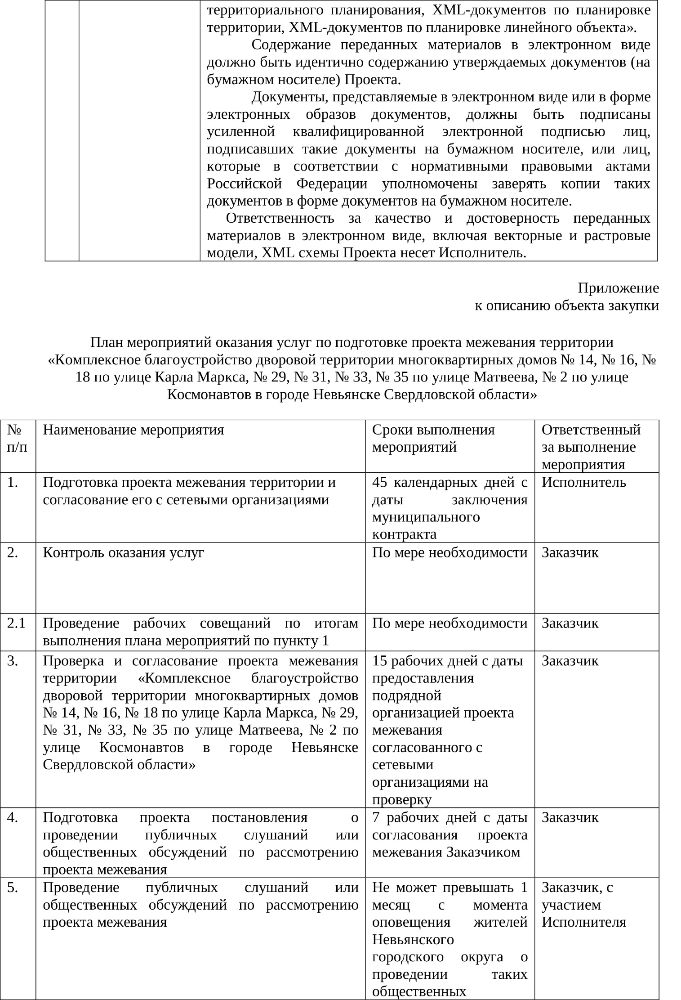 территориального планирования, XML-документов по планировке
территории, XML-документов по планировке линейного объекта».
Содержание переданных материалов в электронном виде
должно быть идентично содержанию утверждаемых документов (на
бумажном носителе) Проекта.
Документы, представляемые в электронном виде или в форме
электронных образов документов, должны быть подписаны
усиленной квалифицированной электронной подписью лиц,
подписавших такие документы на бумажном носителе, или лиц,
которые в соответствии с нормативными правовыми актами
Российской Федерации уполномочены заверять копии таких
документов в форме документов на бумажном носителе.
Ответственность за качество и достоверность переданных
материалов в электронном виде, включая векторные и растровые
модели, XML схемы Проекта несет Исполнитель.
Приложение
к описанию объекта закупки
План мероприятий оказания услуг по подготовке проекта межевания территории
«Комплексное благоустройство дворовой территории многоквартирных домов № 14, № 16, №
18 по улице Карла Маркса, № 29, № 31, № 33, № 35 по улице Матвеева, № 2 по улице
Космонавтов в городе Невьянске Свердловской области»
№
п/п
Наименование мероприятия
Сроки выполнения
мероприятий
Ответственный
за выполнение
мероприятия
1.
Подготовка проекта межевания территории и
согласование его с сетевыми организациями
45 календарных дней с
даты заключения
муниципального
контракта
Исполнитель
2.
Контроль оказания услуг
По мере необходимости
Заказчик
2.1
Проведение рабочих совещаний по итогам
выполнения плана мероприятий по пункту 1
По мере необходимости
Заказчик
3.
Проверка и согласование проекта межевания
территории «Комплексное благоустройство
дворовой территории многоквартирных домов
№ 14, № 16, № 18 по улице Карла Маркса, № 29,
№ 31, № 33, № 35 по улице Матвеева, № 2 по
улице Космонавтов в городе Невьянске
Свердловской области»
15 рабочих дней с даты
предоставления
подрядной
организацией проекта
межевания
согласованного с
сетевыми
организациями на
проверку
Заказчик
4.
Подготовка проекта постановления о
проведении публичных слушаний или
общественных обсуждений по рассмотрению
проекта межевания
7 рабочих дней с даты
согласования проекта
межевания Заказчиком
Заказчик
5.
Проведение публичных слушаний или
общественных обсуждений по рассмотрению
проекта межевания
Не может превышать 1
месяц с момента
оповещения жителей
Невьянского
городского округа о
проведении таких
общественных
Заказчик, с
участием
Исполнителя